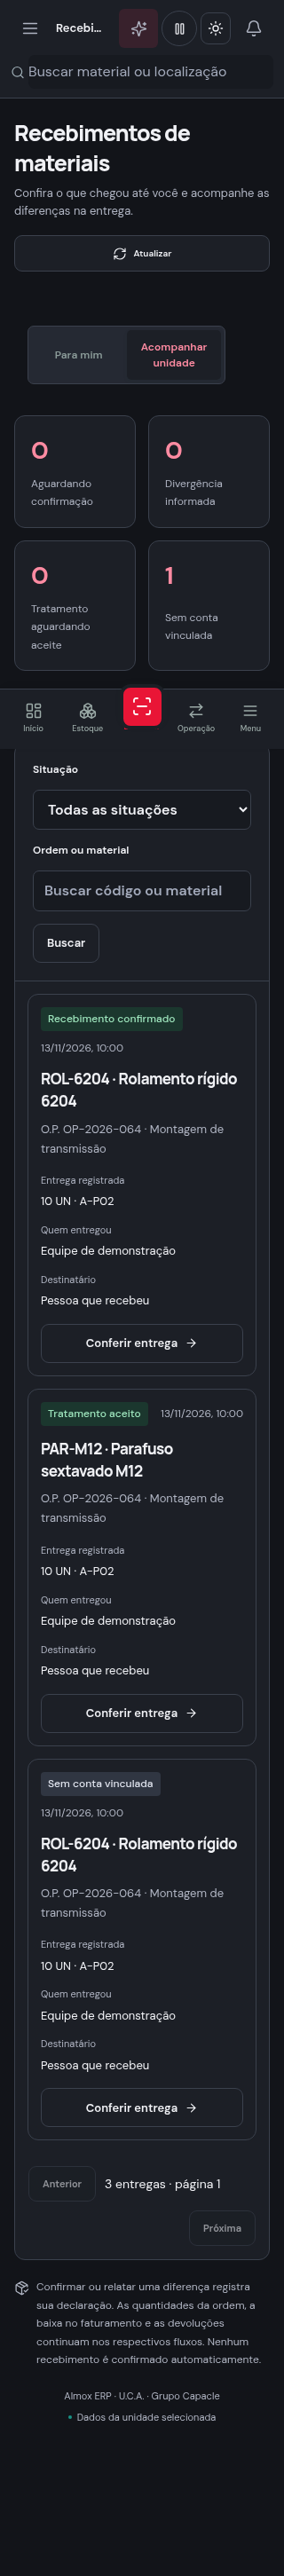 Recebi...
Buscar material ou localização
Recebimentos de
materiais
Confira o que chegou até você e acompanhe as
diferenças na entrega.
Atualizar
Para mim
Acompanhar
unidade
0
Aguardando
confirmação
0
Divergência
informada
0
Tratamento
aguardando
aceite
1
Sem conta
vinculada
Início
Estoque
Operação
Menu
Situação
Todas as situações
Ordem ou material
Buscar código ou material
Buscar
Recebimento confirmado
13/11/2026, 10:00
ROL-6204 · Rolamento rígido
6204
O.P. OP-2026-064 · Montagem de
transmissão
Entrega registrada
10 UN · A-P02
Quem entregou
Equipe de demonstração
Destinatário
Pessoa que recebeu
Conferir entrega →
Tratamento aceito
13/11/2026, 10:00
PAR-M12 · Parafuso
sextavado M12
O.P. OP-2026-064 · Montagem de
transmissão
Entrega registrada
10 UN · A-P02
Quem entregou
Equipe de demonstração
Destinatário
Pessoa que recebeu
Conferir entrega →
Sem conta vinculada
13/11/2026, 10:00
ROL-6204 · Rolamento rígido
6204
O.P. OP-2026-064 · Montagem de
transmissão
Entrega registrada
10 UN · A-P02
Quem entregou
Equipe de demonstração
Destinatário
Pessoa que recebeu
Conferir entrega →
Anterior
3 entregas · página 1
Próxima
Confirmar ou relatar uma diferença registra
sua declaração. As quantidades da ordem, a
baixa no faturamento e as devoluções
continuam nos respectivos fluxos. Nenhum
recebimento é confirmado automaticamente.
Almox ERP · U.C.A. · Grupo Capacle
Dados da unidade selecionada